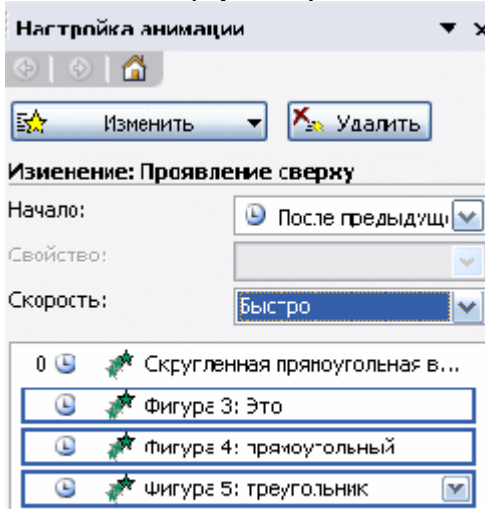 Настройка анимации
Изменить
Удалить
Изменение: Проявление сверху
Начало:
После предыдущ
Свойство:
Скорость:
Быстро
0 Скругленная прямоугольная в...
Фигура 3: Это
Фигура 4: прямоугольный
Фигура 5: треугольник